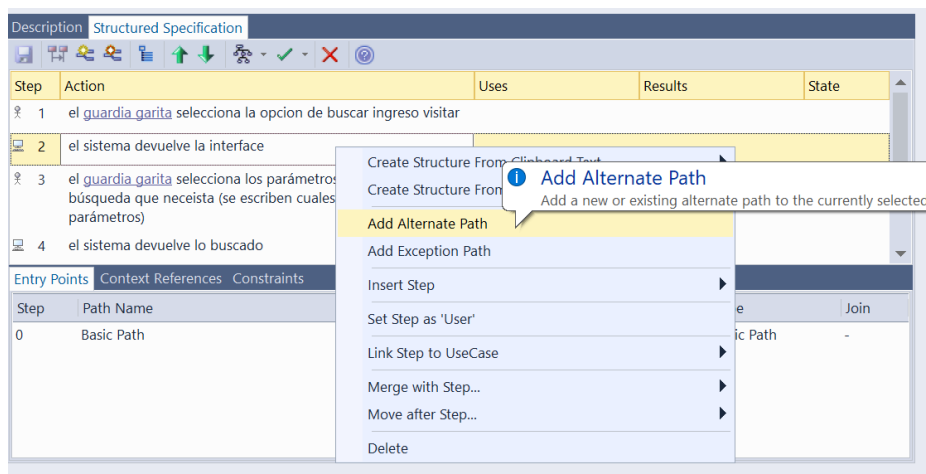 Description Structured Specification
Step Action Uses Results State
1 el guardia garita selecciona la opcion de buscar ingreso visitar
2 el sistema devuelve la interface
3 el guardia garita selecciona los parámetros
búsqueda que neceista (se escriben cuales
parámetros)
4 el sistema devuelve lo buscado
Create Structure From Clipboard Text
Create Structure From
Add Alternate Path
Add Exception Path
Insert Step
Set Step as 'User'
Link Step to UseCase
Merge with Step...
Move after Step...
Delete
Add Alternate Path
Add a new or existing alternate path to the currently selected
Entry Points Context References Constraints
Step Path Name e Join
0 Basic Path ic Path -